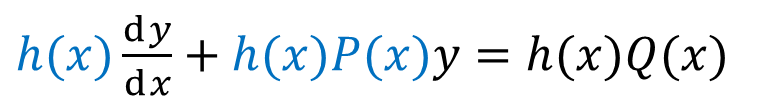 h(x) dy/dx + h(x)P(x)y = h(x)Q(x)